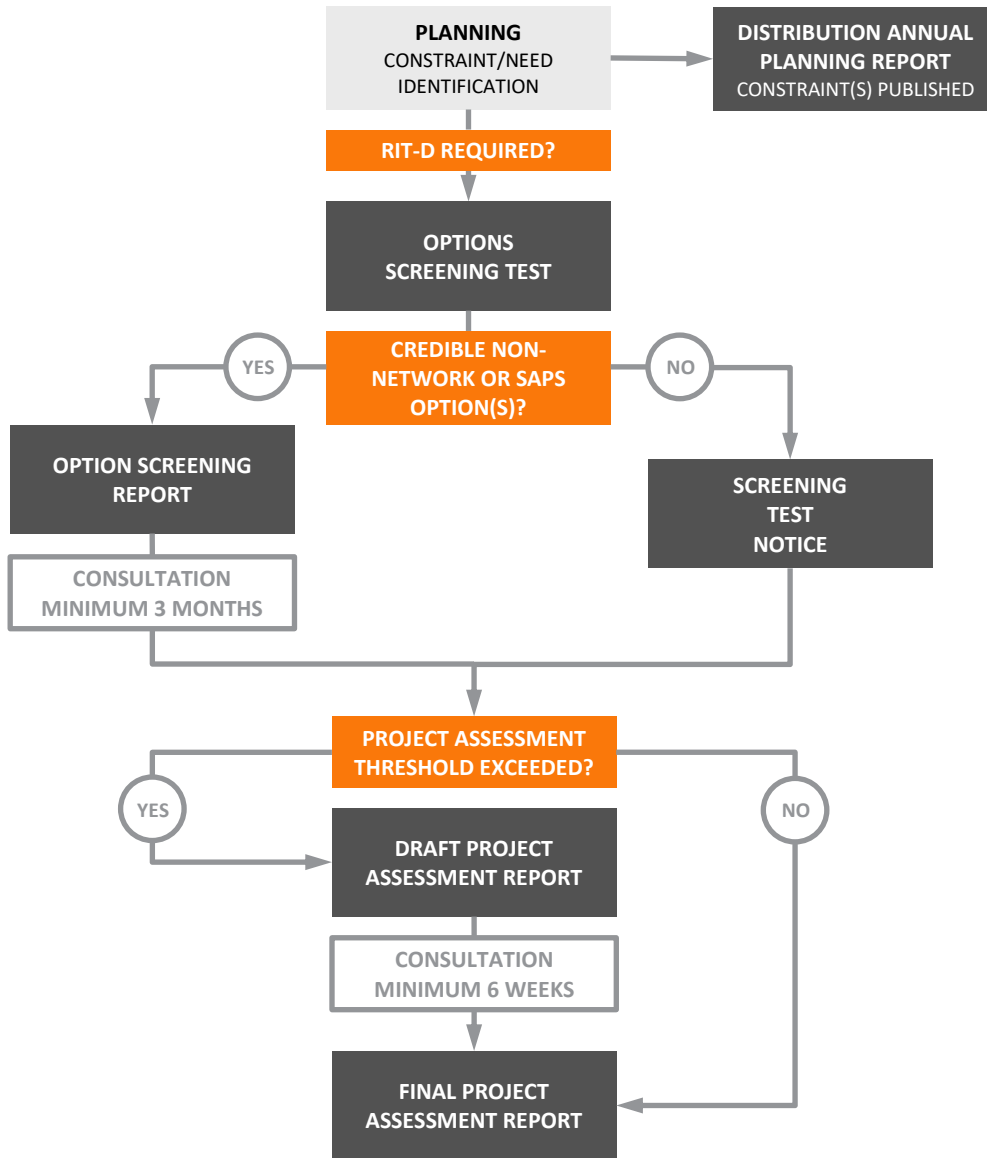 PLANNING
CONSTRAINT/NEED
IDENTIFICATION
DISTRIBUTION ANNUAL
PLANNING REPORT
CONSTRAINT(S) PUBLISHED
RIT-D REQUIRED?
OPTIONS
SCREENING TEST
CREDIBLE NON-
NETWORK OR SAPS
OPTION(S)?
YES
NO
OPTION SCREENING
REPORT
SCREENING
TEST
NOTICE
CONSULTATION
MINIMUM 3 MONTHS
PROJECT ASSESSMENT
THRESHOLD EXCEEDED?
YES
NO
DRAFT PROJECT
ASSESSMENT REPORT
CONSULTATION
MINIMUM 6 WEEKS
FINAL PROJECT
ASSESSMENT REPORT